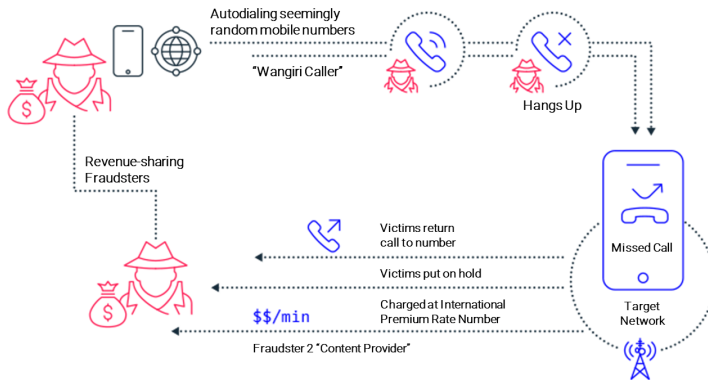 Autodialing seemingly
random mobile numbers
“Wangiri Caller”
Hangs Up
$
Revenue-sharing
Fraudsters
Missed Call
Victims return
call to number
Victims put on hold
$
Charged at International
Premium Rate Number
$$/min
Target
Network
Fraudster 2 “Content Provider”